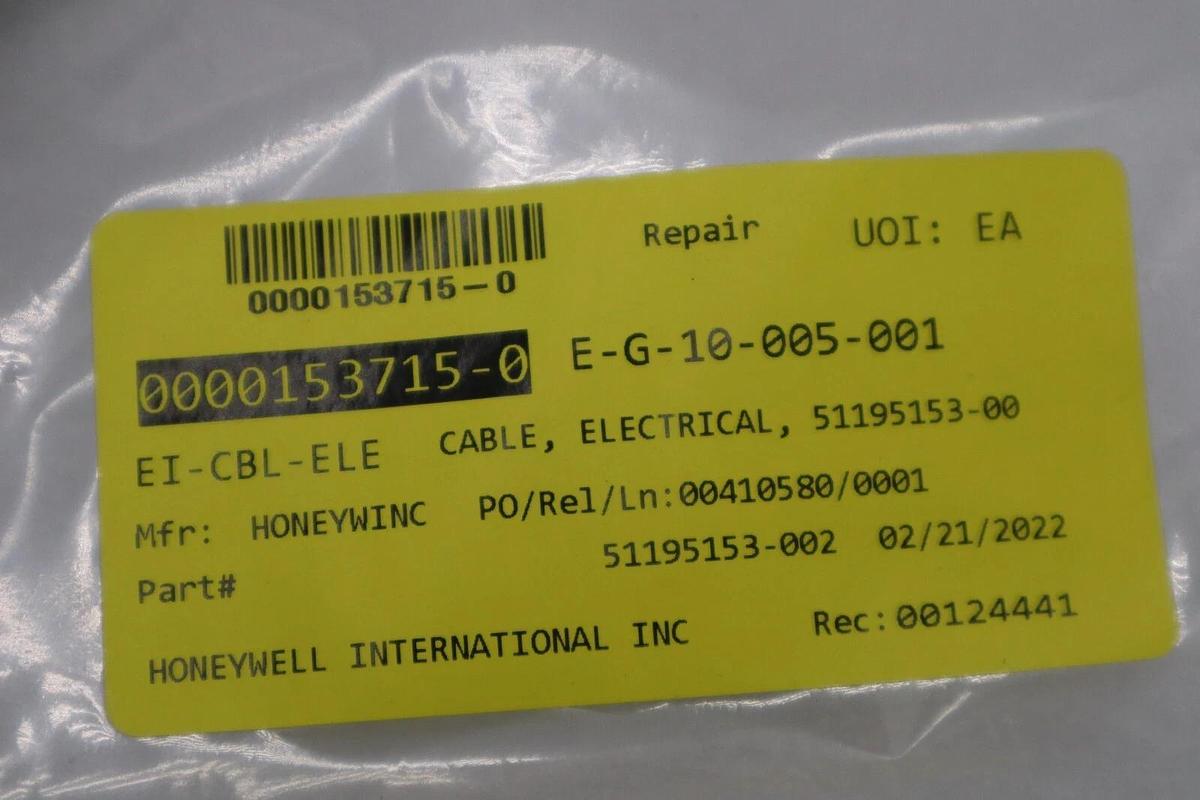 Repair UOI: EA
0000153715-0
0000153715-0 E-G-10-005-001
EI-CBL-ELE CABLE, ELECTRICAL, 51195153-00
Mfr: HONEYWINC PO/Rel/Ln:00410580/0001
Part# 51195153-002 02/21/2022
HONEYWELL INTERNATIONAL INC Rec:00124441